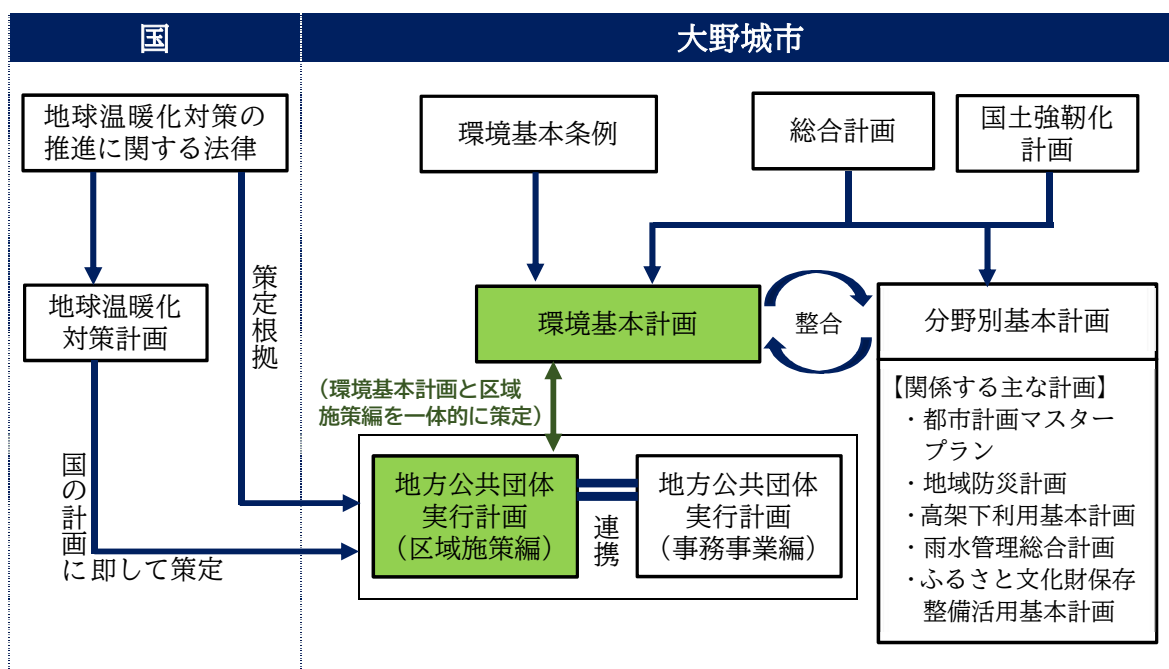 国
大野城市
地球温暖化対策の
推進に関する法律
環境基本条例
総合計画
国土強靭化
計画
策定根拠
地球温暖化
対策計画
環境基本計画
整合
分野別基本計画
（環境基本計画と区域
施策編を一体的に策定）
【関係する主な計画】
・都市計画マスター
プラン
・地域防災計画
・高架下利用基本計画
・雨水管理総合計画
・ふるさと文化財保存
整備活用基本計画
国の計画
に即して策定
地方公共団体
実行計画
（区域施策編）
連携
地方公共団体
実行計画
（事務事業編）